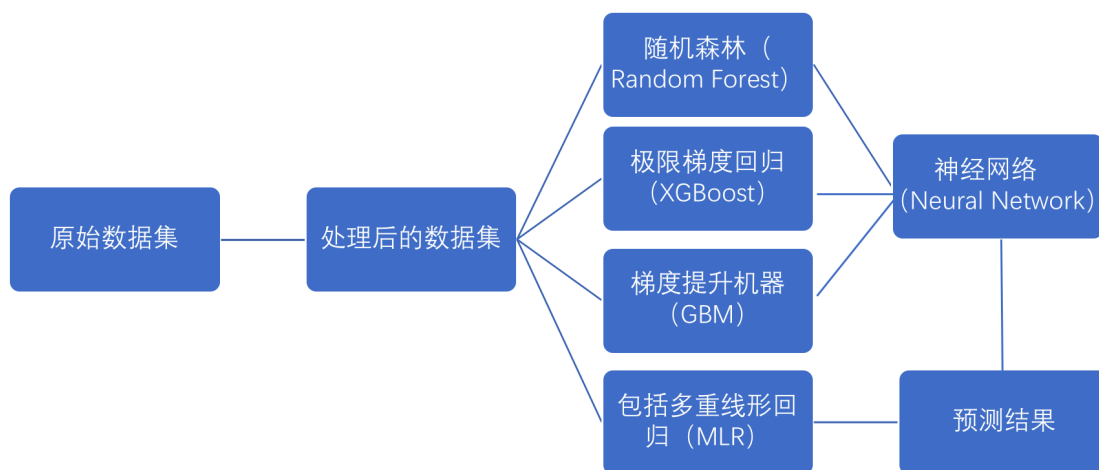 原始数据集
处理后的数据集
随机森林（
Random Forest）
极限梯度回归
（XGBoost）
梯度提升机器
（GBM）
包括多重线形回
归（MLR）
神经网络
（Neural Network）
预测结果